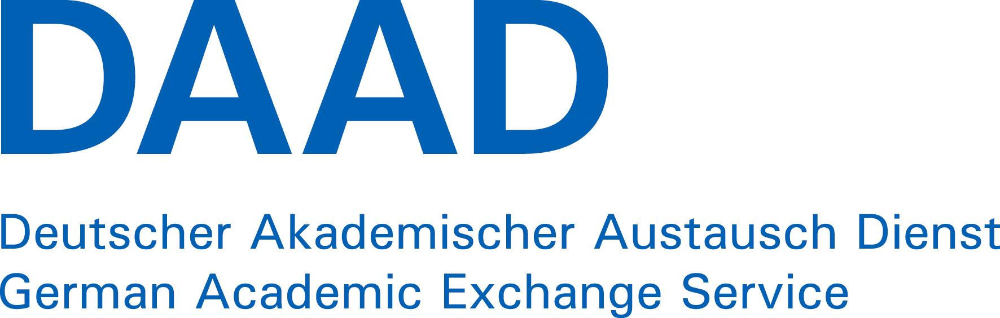 DAAD
Deutscher Akademischer Austausch Dienst
German Academic Exchange Service